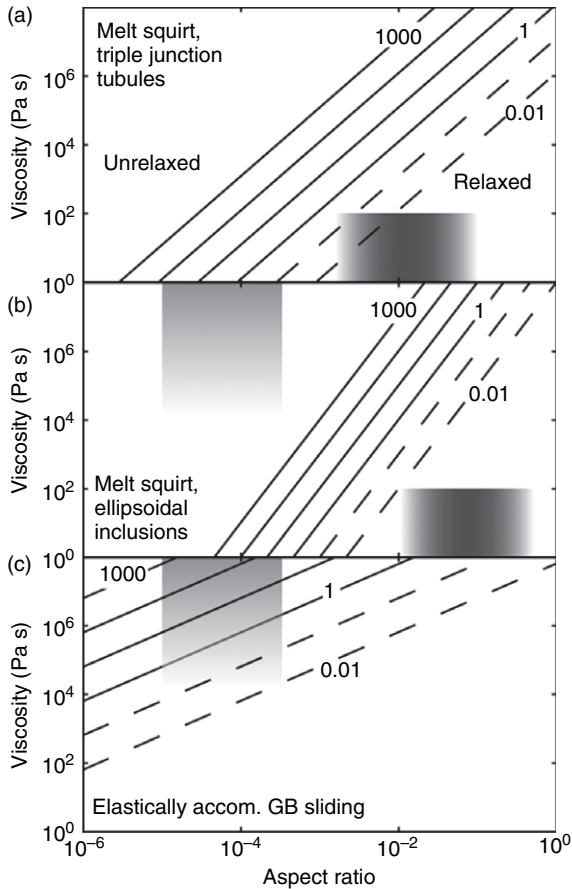 (a)
Melt squirt,
triple junction
tubules
1000
1
10^6
10^4
0.01
Unrelaxed
Relaxed
10^2
10^0
Viscosity (Pa s)
(b)
1000
1
10^6
10^4
0.01
10^2
Melt squirt,
ellipsoidal
inclusions
10^0
Viscosity (Pa s)
(c)
1000
1
10^6
0.01
10^4
10^2
Elastically accom. GB sliding
10^0
Viscosity (Pa s)
10^−6
10^−4
10^−2
10^0
Aspect ratio